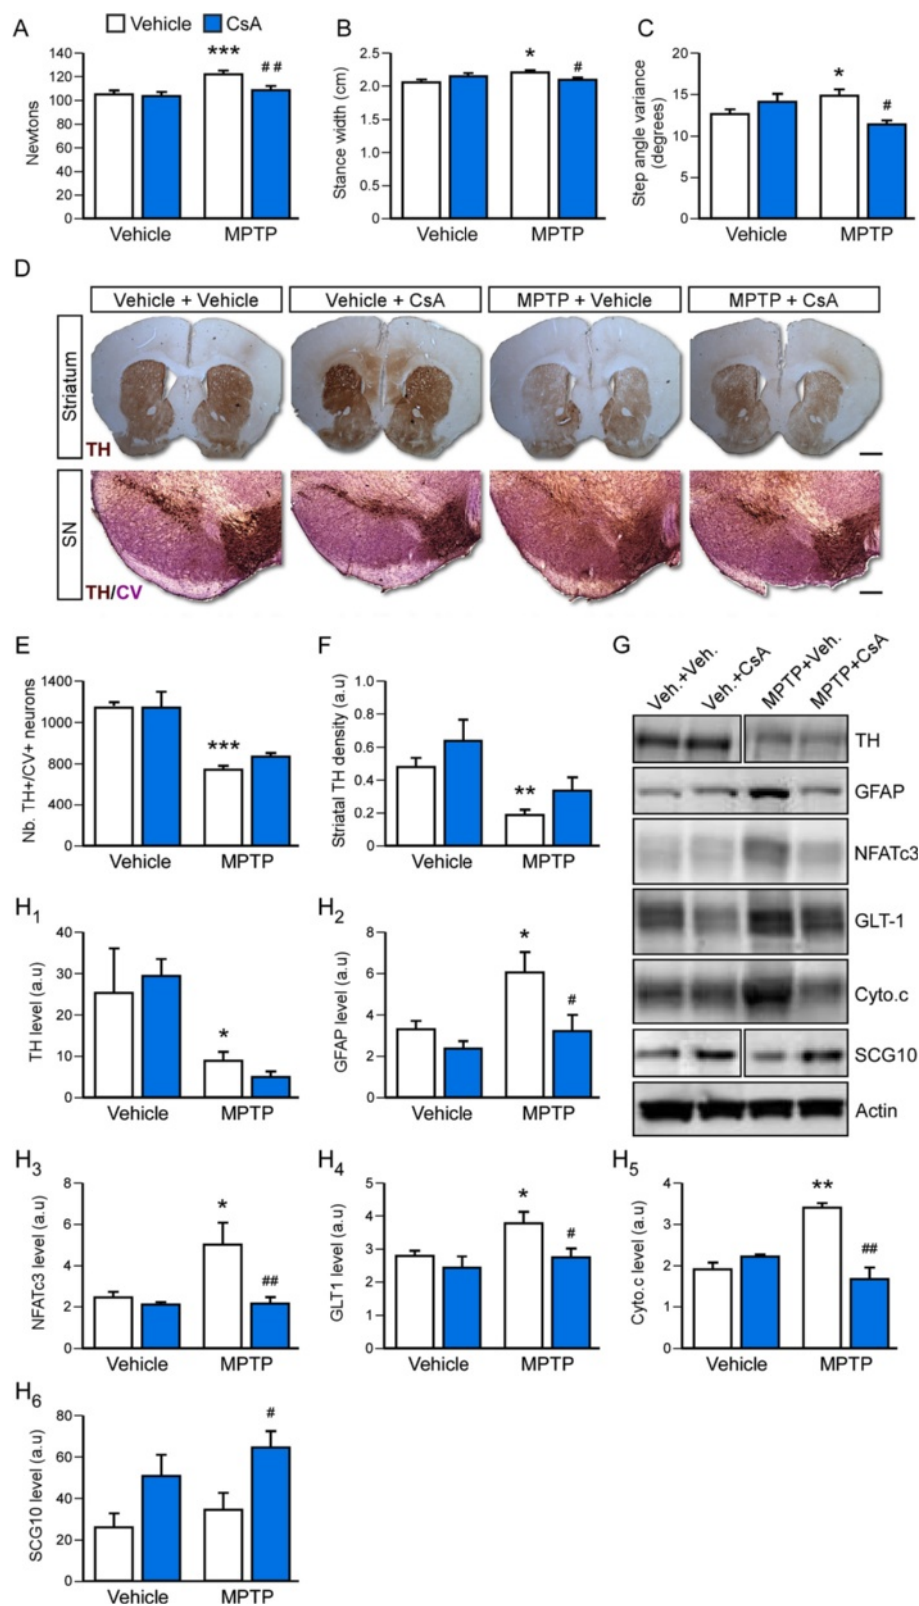 A
Vehicle
CsA
Newtons
140
120
100
80
60
40
20
0
***
##
Vehicle
MPTP
B
Stance width (cm)
2.5
2.0
1.5
1.0
0.5
0
*
#
Vehicle
MPTP
C
Step angle variance
(degrees)
20
15
10
5
0
*
#
Vehicle
MPTP
D
Vehicle + Vehicle
Vehicle + CsA
MPTP + Vehicle
MPTP + CsA
Striatum
TH
SN
TH/CV
E
Nb. TH+/CV+ neurons
1400
1200
800
400
0
***
Vehicle
MPTP
F
Striatal TH density (a.u)
0.8
0.6
0.4
0.2
0
**
Vehicle
MPTP
G
Veh.+Veh.
Veh.+CsA
MPTP+Veh.
MPTP+CsA
TH
GFAP
NFATc3
GLT-1
Cyto.c
SCG10
Actin
H1
TH level (a.u)
40
30
20
10
0
*
Vehicle
MPTP
H2
GFAP level (a.u)
8
6
4
2
0
*
#
Vehicle
MPTP
H3
NFATc3 level (a.u)
8
6
4
2
0
*
##
Vehicle
MPTP
H4
GLT1 level (a.u)
5
4
3
2
1
0
*
#
Vehicle
MPTP
H5
Cyto.c level (a.u)
4
3
2
1
0
**
##
Vehicle
MPTP
H6
SCG10 level (a.u)
80
60
40
20
0
#
Vehicle
MPTP